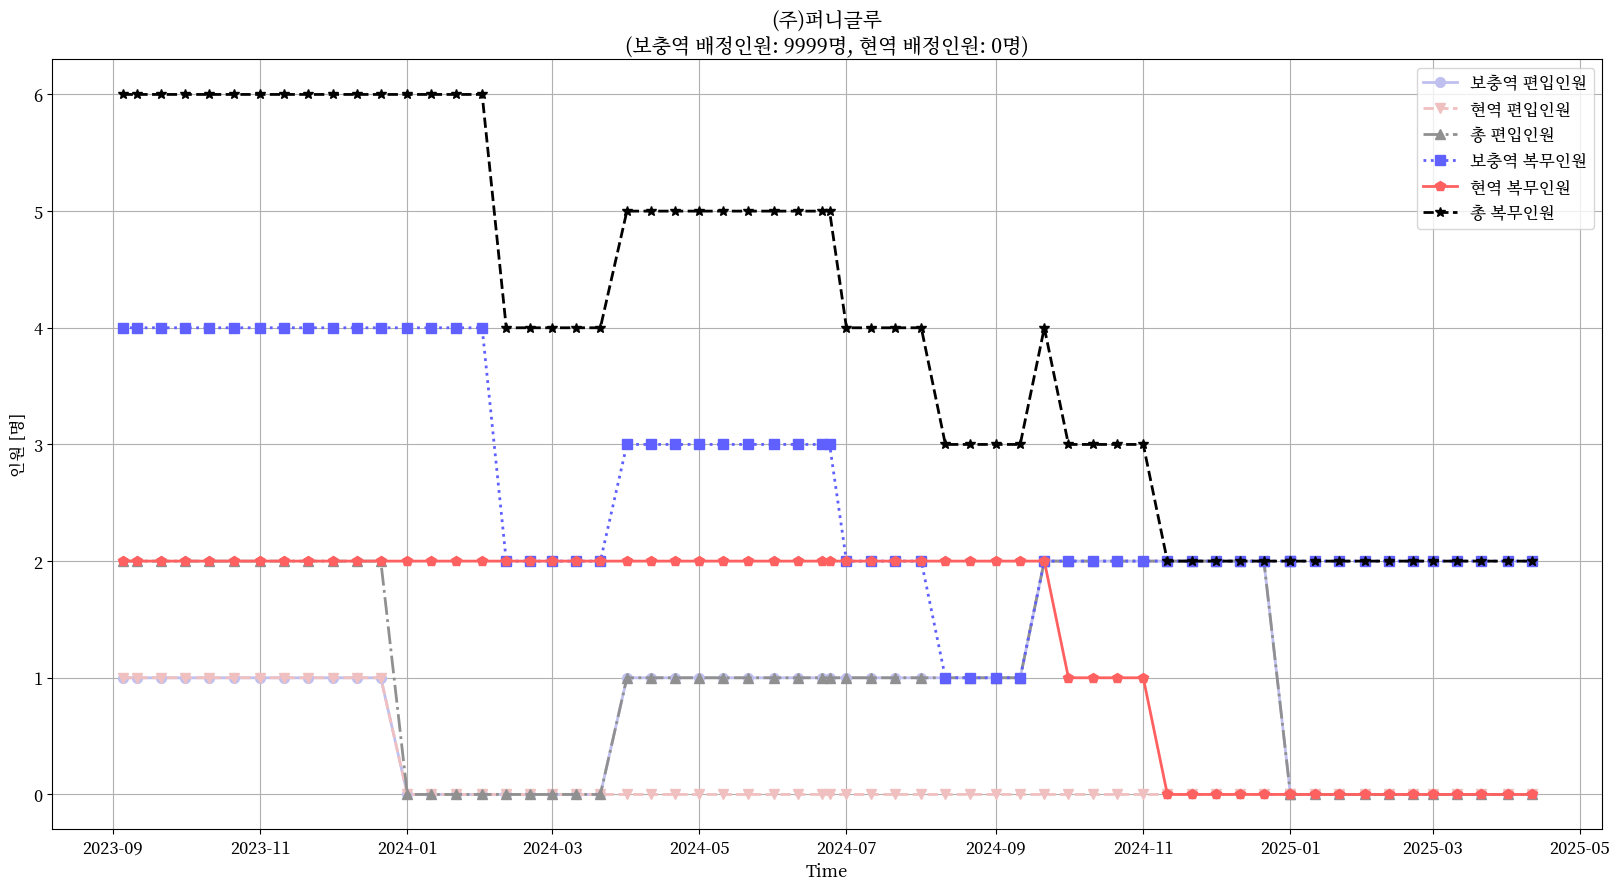 (주)퍼니글루
(보충역 배정인원: 9999명, 현역 배정인원: 0명)
인원 [명]
6
5
4
3
2
1
0
보충역 편입인원
현역 편입인원
총 편입인원
보충역 복무인원
현역 복무인원
총 복무인원
2023-09
2023-11
2024-01
2024-03
2024-05
2024-07
2024-09
2024-11
2025-01
2025-03
2025-05
Time